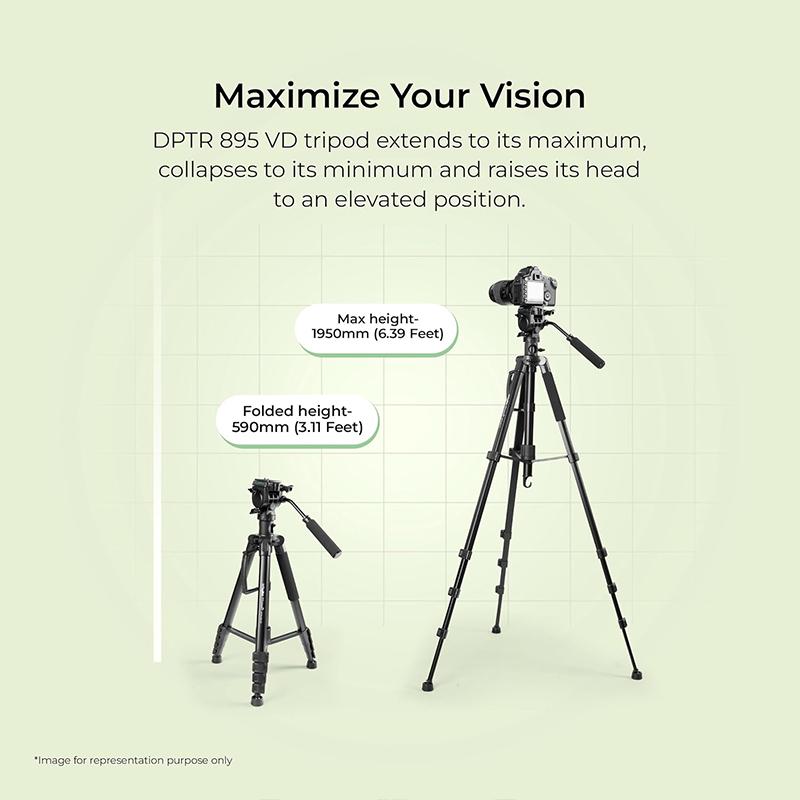 Maximize Your Vision
DPTR 895 VD tripod extends to its maximum,
collapses to its minimum and raises its head
to an elevated position.
Max height-
1950mm (6.39 Feet)
Folded height-
590mm (3.11 Feet)
*Image for representation purpose only